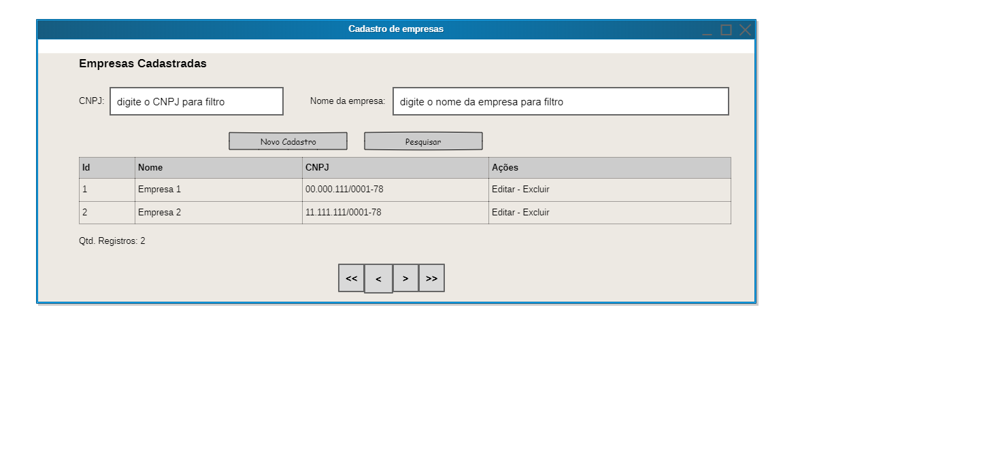 Cadastro de empresas
Empresas Cadastradas
CNPJ: digite o CNPJ para filtro Nome da empresa: digite o nome da empresa para filtro
Novo Cadastro Pesquisar
Id Nome CNPJ Ações
1 Empresa 1 00.000.111/0001-78 Editar - Excluir
2 Empresa 2 11.111.111/0001-78 Editar - Excluir
Qtd. Registros: 2
<< < > >>